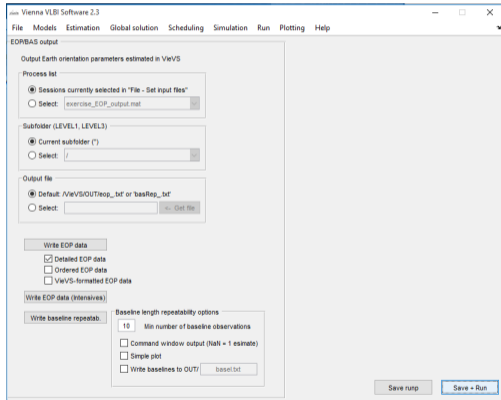 Vienna VLBI Software 2.3
File Models Estimation Global solution Scheduling Simulation Run Plotting Help
EOP/BAS output
Output Earth orientation parameters estimated in VieVS
Process list
Sessions currently selected in "File - Set input files"
Select: exercise_EOP_output.mat
Subfolder (LEVEL1, LEVEL3)
Current subfolder ('')
Select: /
Output file
Default: /VieVS/OUT/eop_.txt' or 'basRep_.txt'
Select: <- Get file
Write EOP data
Detailed EOP data
Ordered EOP data
VieVS-formatted EOP data
Write EOP data (Intensives)
Write baseline repeatab.
Baseline length repeatability options
10 Min number of baseline observations
Command window output (NaN = 1 esimate)
Simple plot
Write baselines to OUT/ basel.txt
Save runp Save + Run